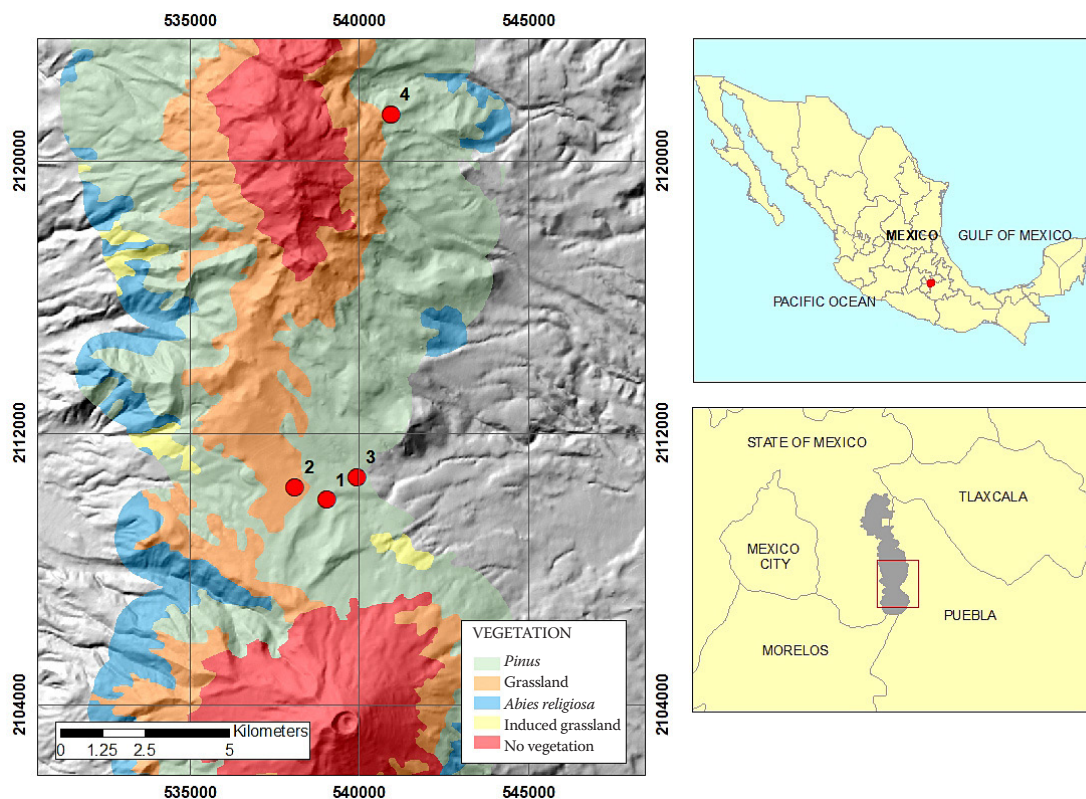 535000
540000
545000
4
2120000
2120000
2112000
2112000
3
2
1
2104000
2104000
VEGETATION
Pinus
Grassland
Abies religiosa
Induced grassland
No vegetation
Kilometers
0 1.25 2.5 5
535000
540000
545000
MEXICO
GULF OF MEXICO
PACIFIC OCEAN
STATE OF MEXICO
TLAXCALA
MEXICO
CITY
PUEBLA
MORELOS